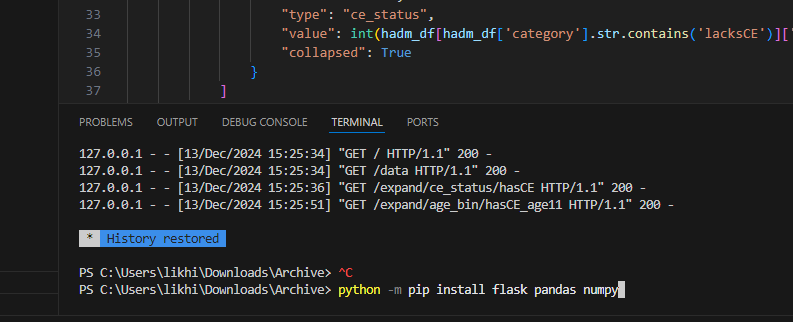 33 "type": "ce_status",
34 "value": int(hadm_df[hadm_df['category'].str.contains('lacksCE')]['
35 "collapsed": True
36 }
37 ]
PROBLEMS OUTPUT DEBUG CONSOLE TERMINAL PORTS
127.0.0.1 - - [13/Dec/2024 15:25:34] "GET / HTTP/1.1" 200 -
127.0.0.1 - - [13/Dec/2024 15:25:34] "GET /data HTTP/1.1" 200 -
127.0.0.1 - - [13/Dec/2024 15:25:36] "GET /expand/ce_status/hasCE HTTP/1.1" 200 -
127.0.0.1 - - [13/Dec/2024 15:25:51] "GET /expand/age_bin/hasCE_age11 HTTP/1.1" 200 -
* History restored
PS C:\Users\likhi\Downloads\Archive> ^C
PS C:\Users\likhi\Downloads\Archive> python -m pip install flask pandas numpy